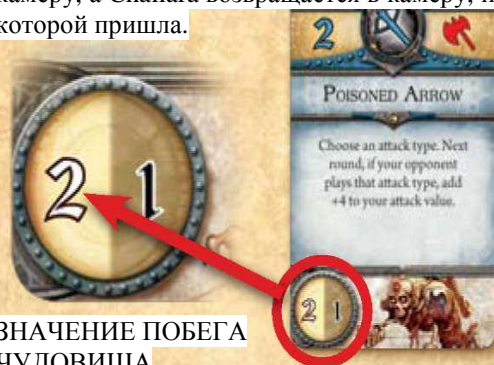 которой пришла.
2
1
2
POISONED ARROW
Choose an attack type. Next
round, if your opponent
plays that attack type, add
+4 to your attack value.
2 1
ЗНАЧЕНИЕ ПОБЕГА
ЧУДОВИЩА